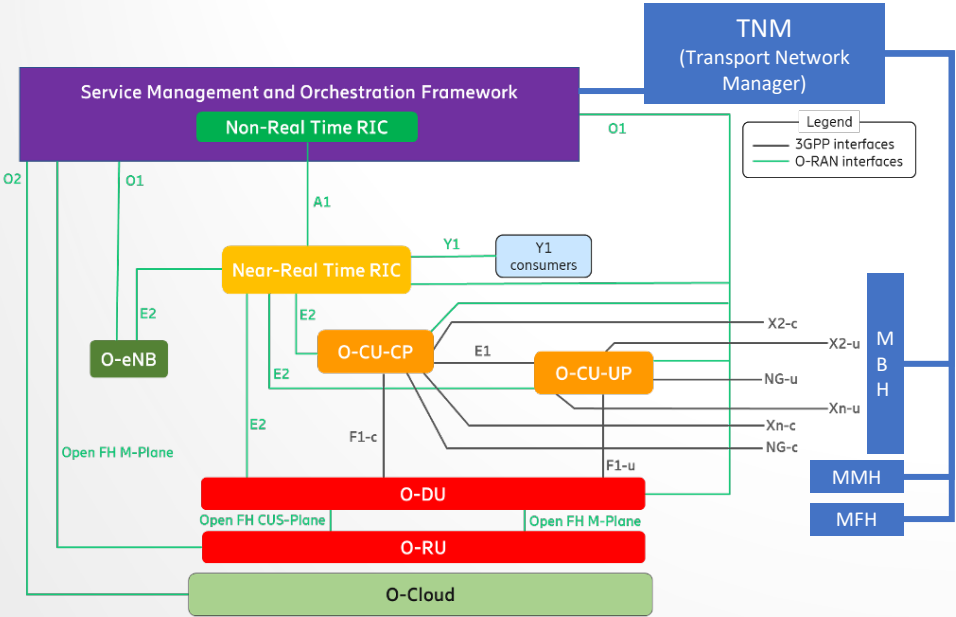 TNM
(Transport Network
Manager)
Service Management and Orchestration Framework
Non-Real Time RIC
O1
Legend
3GPP interfaces
O-RAN interfaces
O2
O1
A1
Y1
Y1
consumers
Near-Real Time RIC
E2
E2
X2-c
O-eNB
O-CU-CP
E1
X2-u
M
B
H
E2
O-CU-UP
NG-u
Xn-u
E2
F1-c
Xn-c
NG-c
Open FH M-Plane
F1-u
MMH
O-DU
Open FH CUS-Plane
Open FH M-Plane
MFH
O-RU
O-Cloud